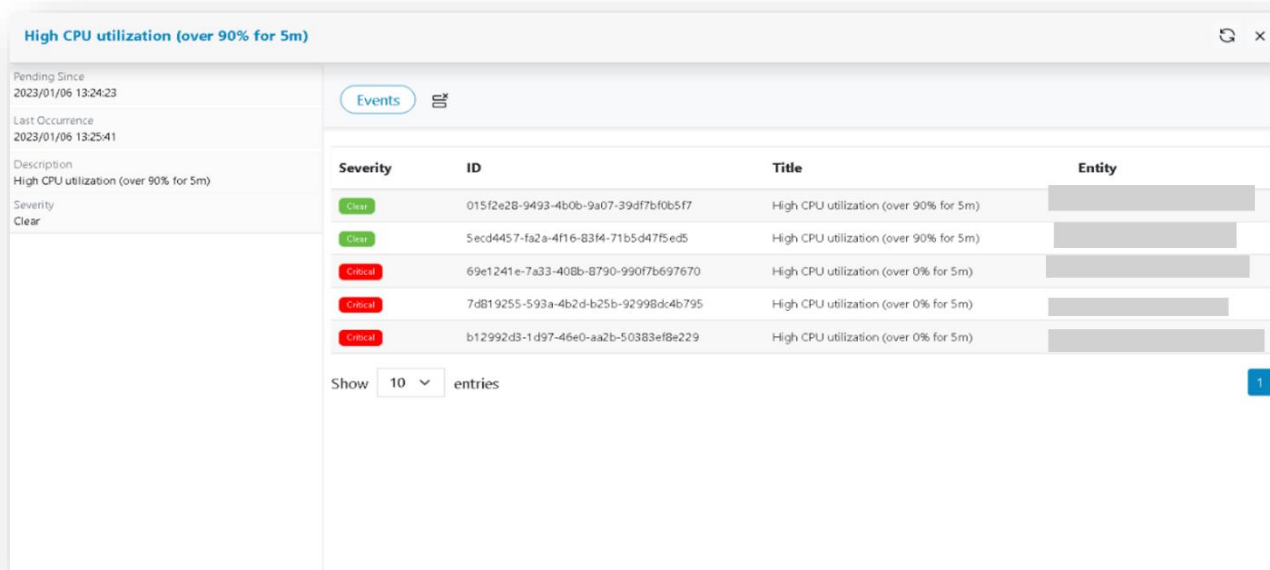 High CPU utilization (over 90% for 5m)
Pending Since
2023/01/06 13:24:23
Last Occurrence
2023/01/06 13:25:41
Description
High CPU utilization (over 90% for 5m)
Severity
Clear
Events
Severity ID Title Entity
Clear 015f2e28-9493-4b0b-9a07-39df7bf0b5f7 High CPU utilization (over 90% for 5m)
Clear 5ecd4457-fa2a-4f16-83f4-71b5d47f5ed5 High CPU utilization (over 90% for 5m)
Critical 69e1241e-7a33-408b-8790-990f7b697670 High CPU utilization (over 0% for 5m)
Critical 7d819255-593a-4b2d-b25b-92998dc4b795 High CPU utilization (over 0% for 5m)
Critical b12992d3-1d97-46e0-aa2b-50383ef8e229 High CPU utilization (over 0% for 5m)
Show 10 entries 1